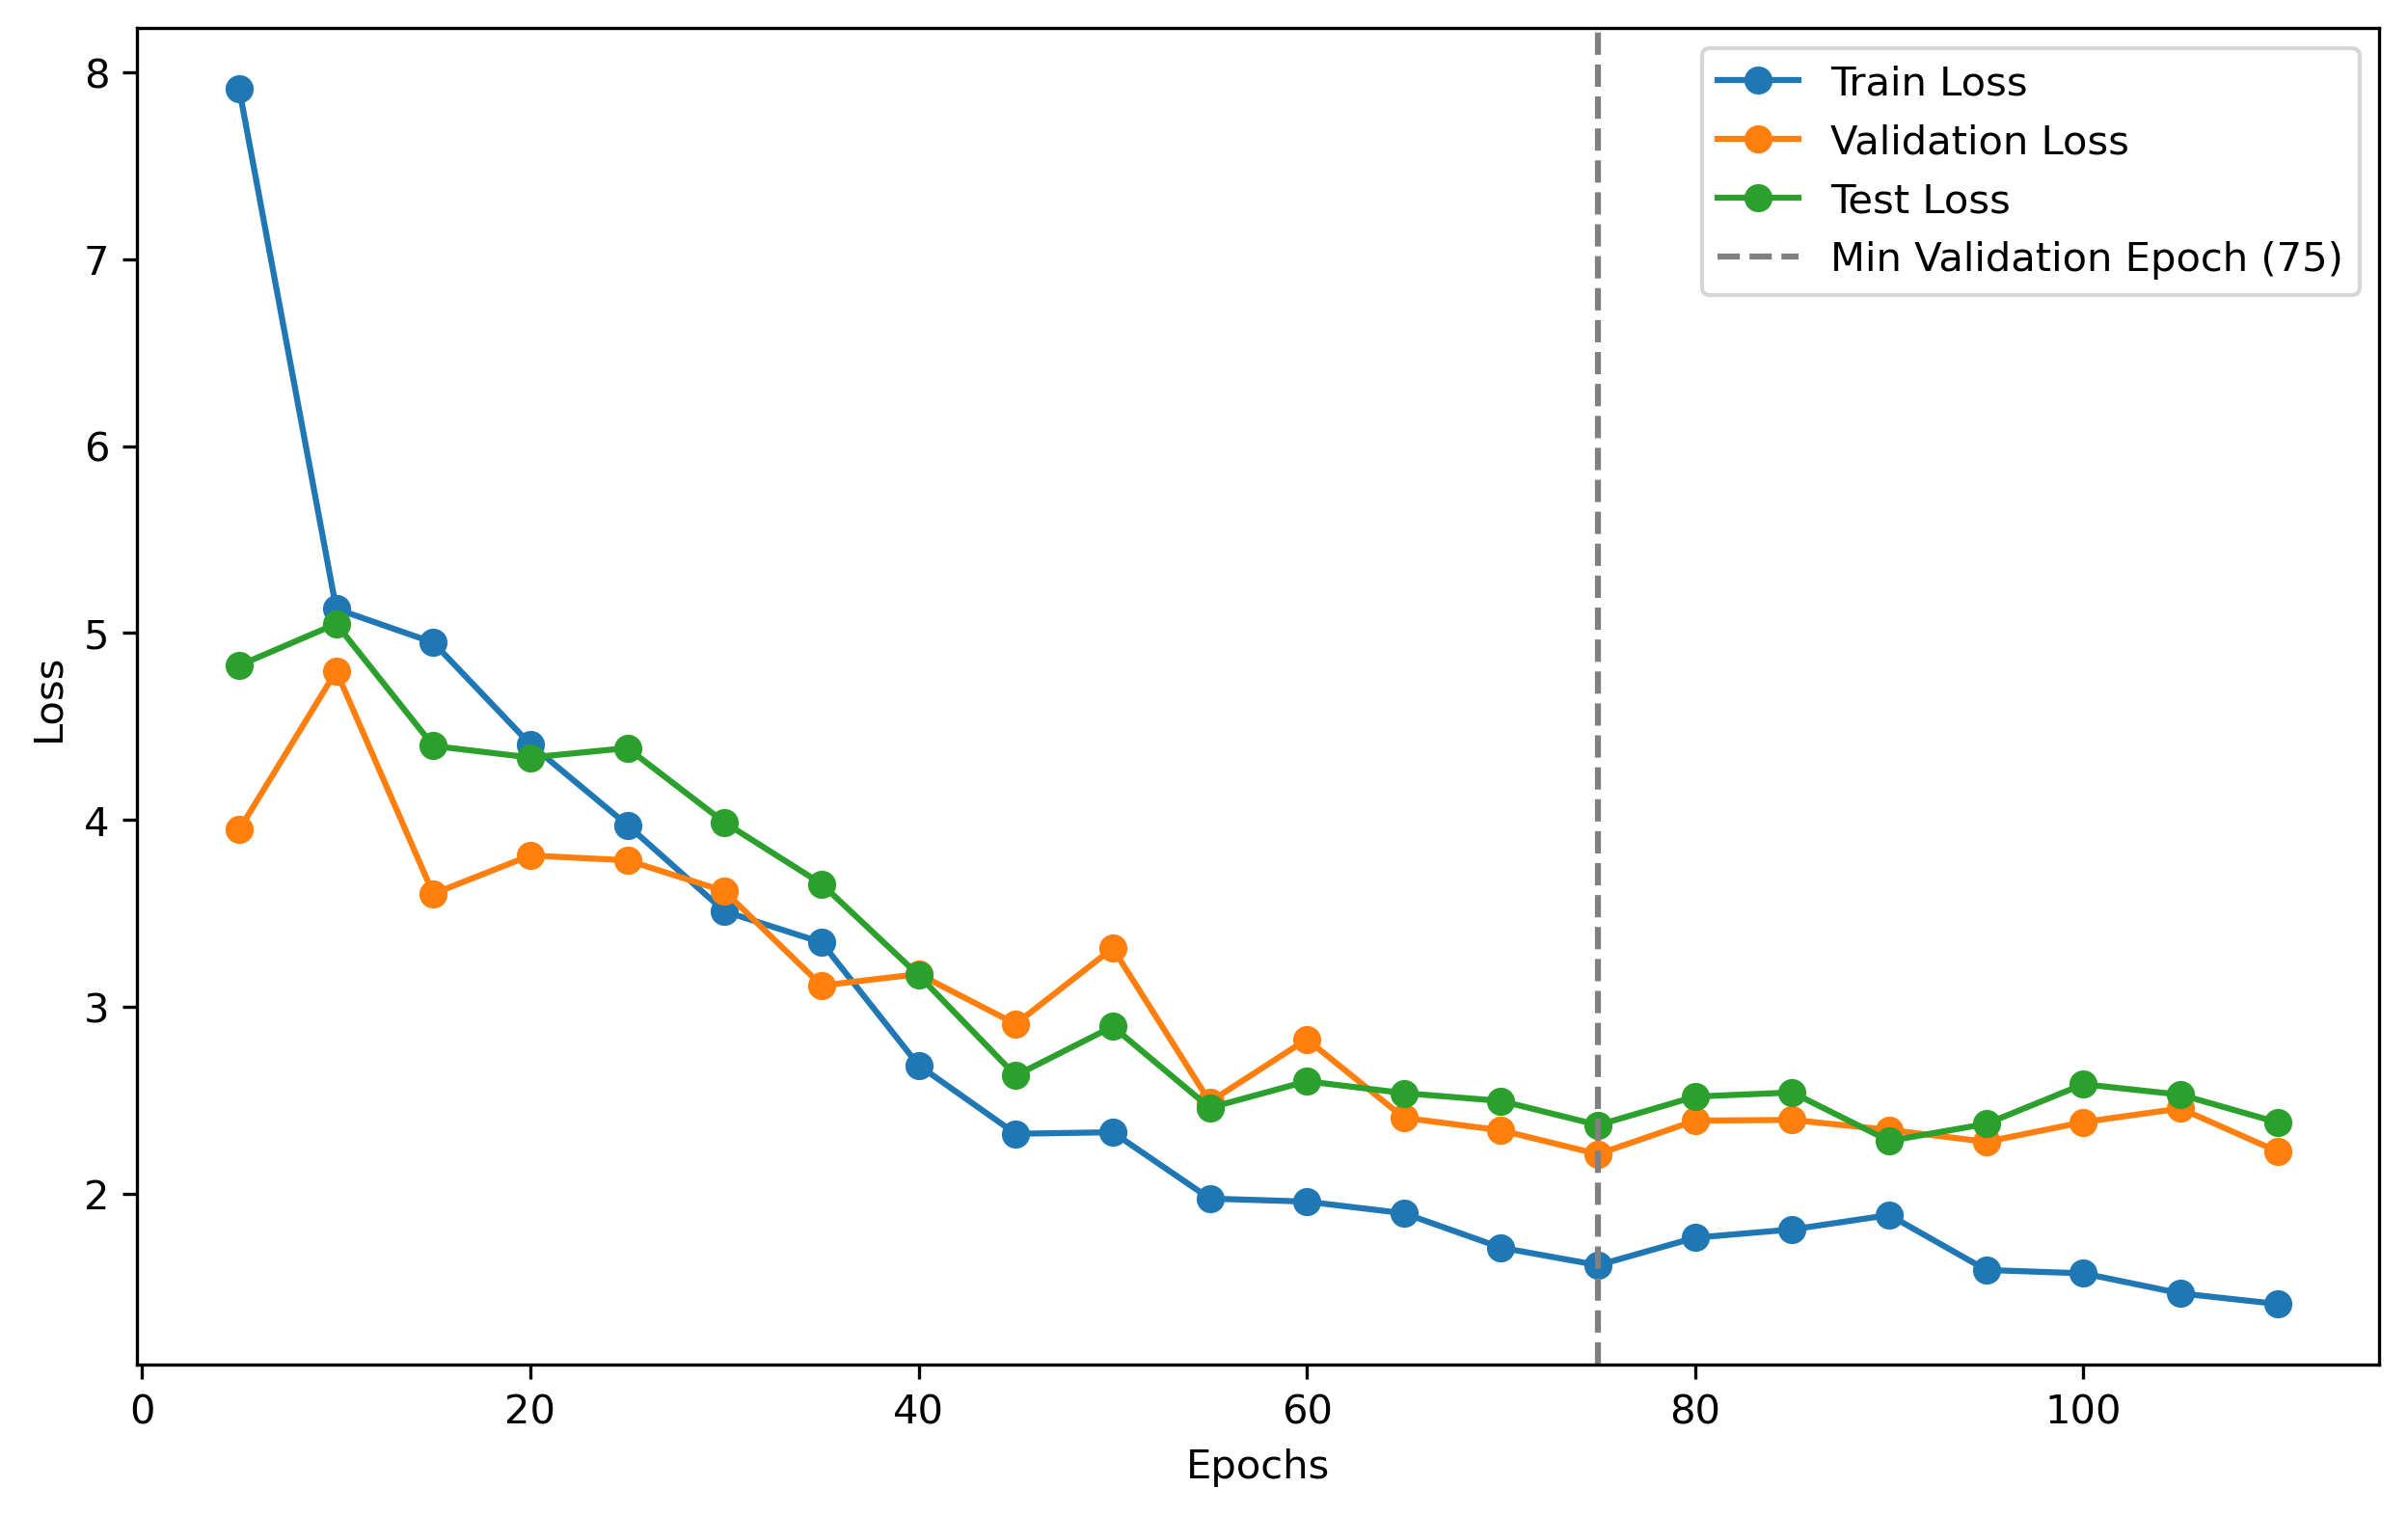 8
7
6
5
4
3
2
Loss
Train Loss
Validation Loss
Test Loss
Min Validation Epoch (75)
0 20 40 60 80 100
Epochs